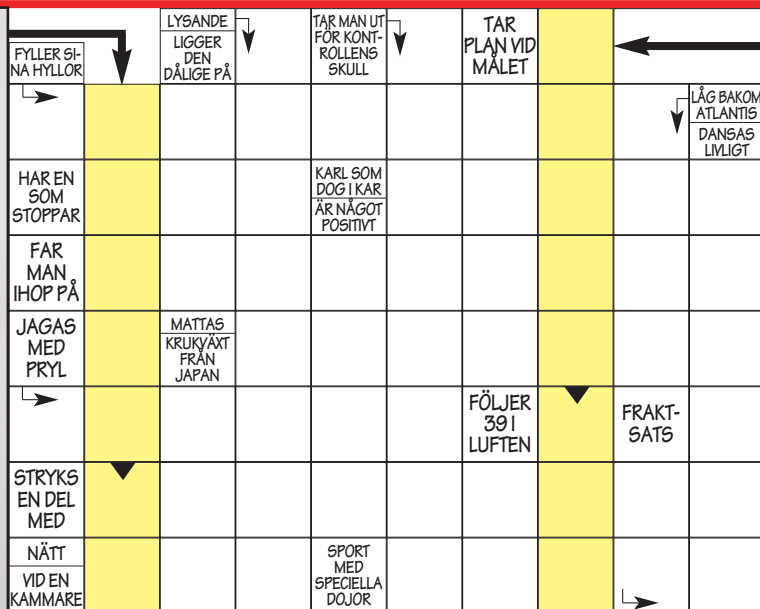 FYLLER SI-
NA HYLLOR
LYSANDE
LIGGER
DEN
DÅLIGE PÅ
TAR MAN UT
FÖR KONT-
ROLLENS
SKULL
TAR
PLAN VID
MÅLET
LÅG BAKOM
ATLANTIS
DANSAS
LIVLIGT
HAR EN
SOM
STOPPAR
KARL SOM
DOG I KAR
ÄR NÅGOT
POSITIVT
FAR
MAN
IHOP PÅ
JAGAS
MED
PRYL
MATTAS
KRUKVÄXT
FRÅN
JAPAN
FÖLJER
39 I
LUFTEN
FRAKT-
SATS
STRYKS
EN DEL
MED
NÄTT
VID EN
KAMMARE
SPORT
MED
SPECIELLA
DOJOR